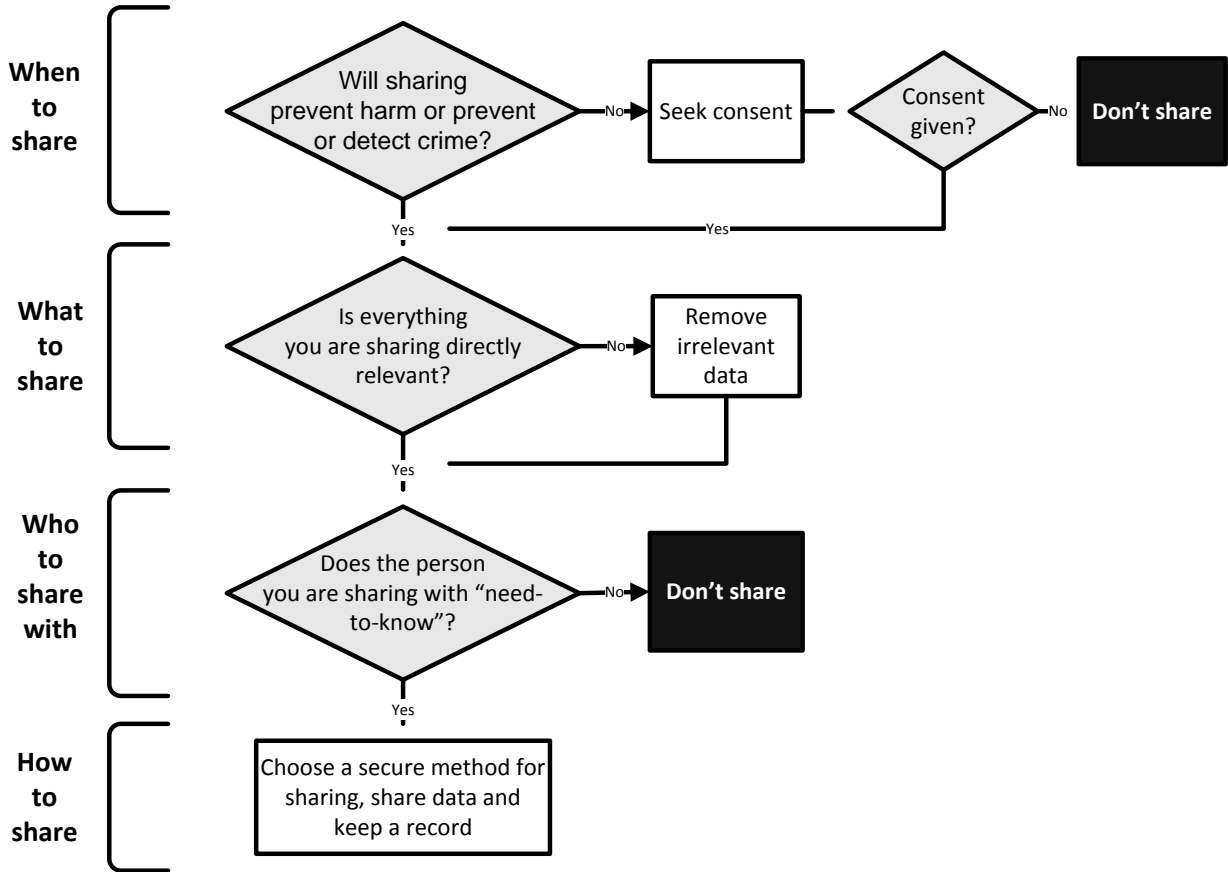 When
to
share
Will sharing
prevent harm or prevent
or detect crime?
No
Seek consent
Consent
given?
No
Don’t share
Yes
Yes
What
to
share
Is everything
you are sharing directly
relevant?
No
Remove
irrelevant
data
Yes
Who
to
share
with
Does the person
you are sharing with “need-
to-know”?
No
Don’t share
Yes
How
to
share
Choose a secure method for
sharing, share data and
keep a record